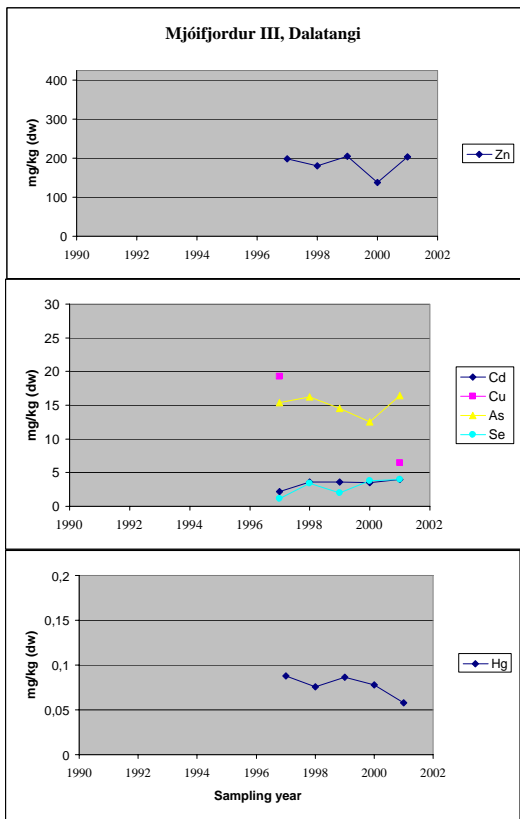 Mjóifjordur III, Dalatangi
mg/kg (dw)
400
300
200
100
0
1990 1992 1994 1996 1998 2000 2002
Zn
mg/kg (dw)
30
25
20
15
10
5
0
1990 1992 1994 1996 1998 2000 2002
Cd
Cu
As
Se
mg/kg (dw)
0,2
0,15
0,1
0,05
0
1990 1992 1994 1996 1998 2000 2002
Sampling year
Hg